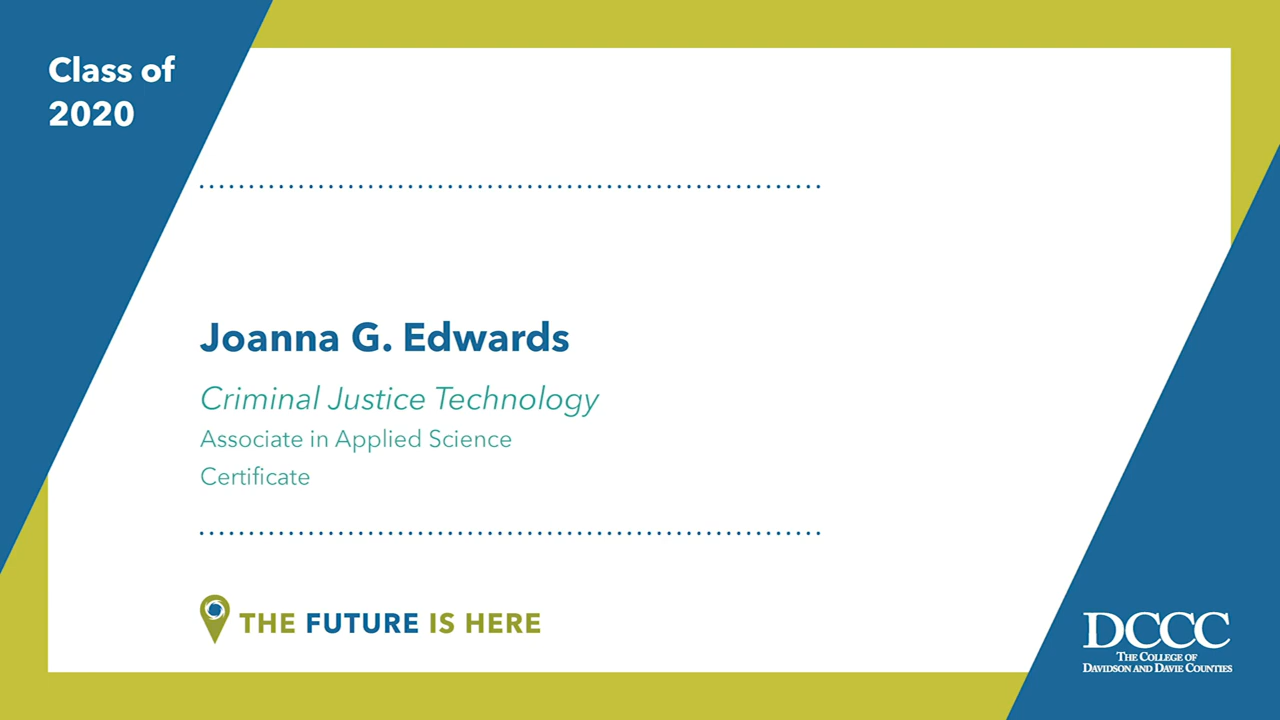 Class of
2020
Joanna G. Edwards
Criminal Justice Technology
Associate in Applied Science
Certificate
THE FUTURE IS HERE
DCCC
THE COLLEGE OF
DAVIDSON AND DAVIE COUNTIES